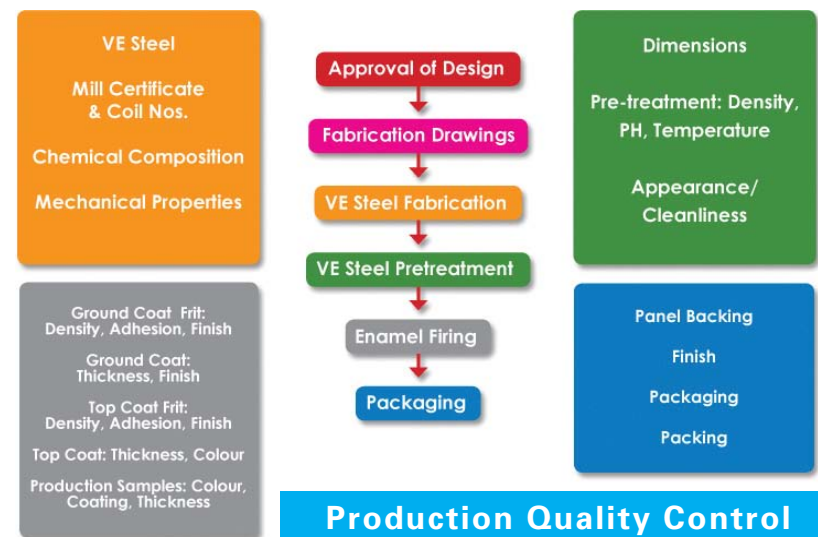 VE Steel
Mill Certificate
& Coil Nos.
Chemical Composition
Mechanical Properties
Ground Coat Frit:
Density, Adhesion, Finish
Ground Coat:
Thickness, Finish
Top Coat Frit:
Density, Adhesion, Finish
Top Coat: Thickness, Colour
Production Samples: Colour,
Coating, Thickness
Approval of Design
Fabrication Drawings
VE Steel Fabrication
VE Steel Pretreatment
Enamel Firing
Packaging
Dimensions
Pre-treatment: Density,
PH, Temperature
Appearance/
Cleanliness
Panel Backing
Finish
Packaging
Packing
Production Quality Control